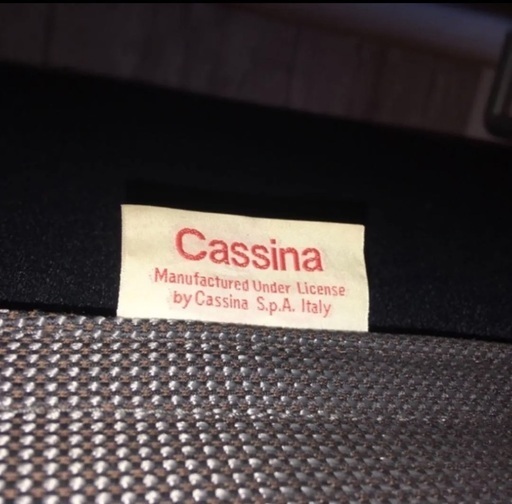 Cassina
Manufactured Under License
by Cassina S.p.A. Italy